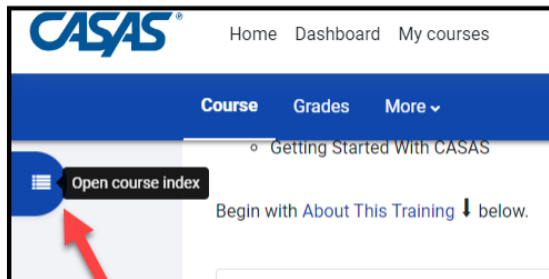 CASAS®
Home Dashboard My courses
Course Grades More
Getting Started With CASAS
Open course index
Begin with About This Training ⬇ below.